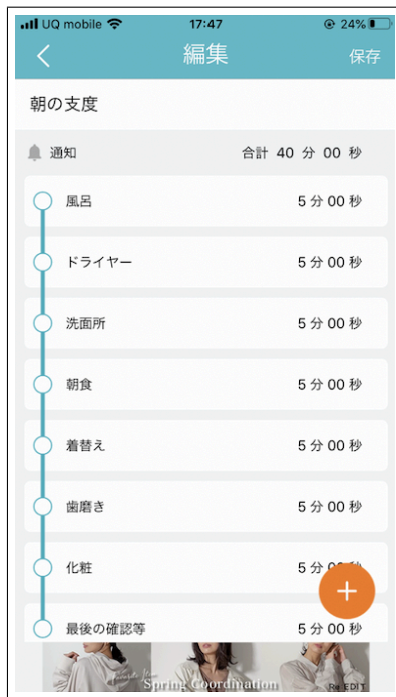 UQ mobile 17:47 24%
編集 保存
朝の支度
通知 合計 40 分 00 秒
風呂 5 分 00 秒
ドライヤー 5 分 00 秒
洗面所 5 分 00 秒
朝食 5 分 00 秒
着替え 5 分 00 秒
歯磨き 5 分 00 秒
化粧 5 分
+
最後の確認等 5 分 00 秒
Spring Coordination
Re:EDIT